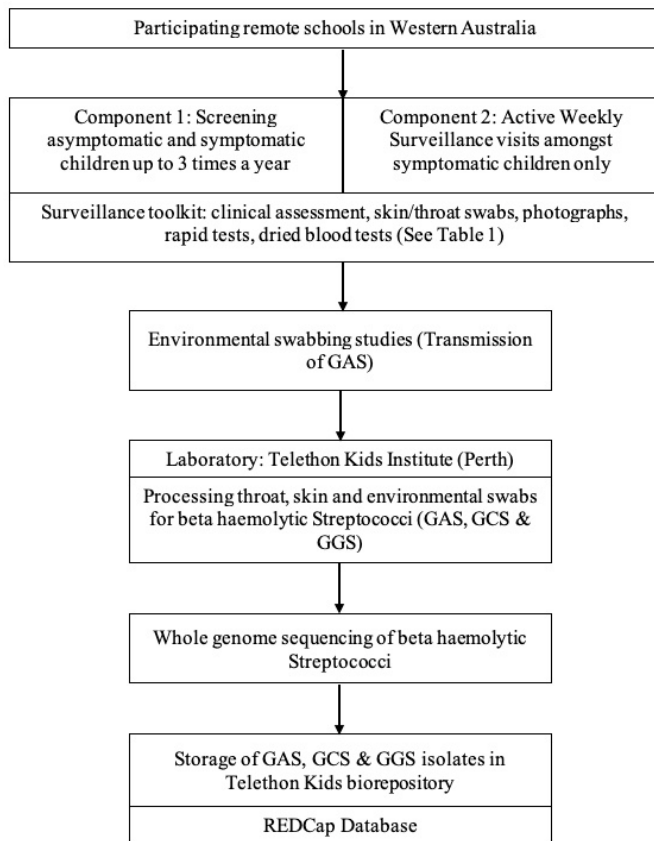 Participating remote schools in Western Australia
Component 1: Screening
asymptomatic and symptomatic
children up to 3 times a year
Component 2: Active Weekly
Surveillance visits amongst
symptomatic children only
Surveillance toolkit: clinical assessment, skin/throat swabs, photographs,
rapid tests, dried blood tests (See Table 1)
Environmental swabbing studies (Transmission
of GAS)
Laboratory: Telethon Kids Institute (Perth)
Processing throat, skin and environmental swabs
for beta haemolytic Streptococci (GAS, GCS &
GGS)
Whole genome sequencing of beta haemolytic
Streptococci
Storage of GAS, GCS & GGS isolates in
Telethon Kids biorepository
REDCap Database